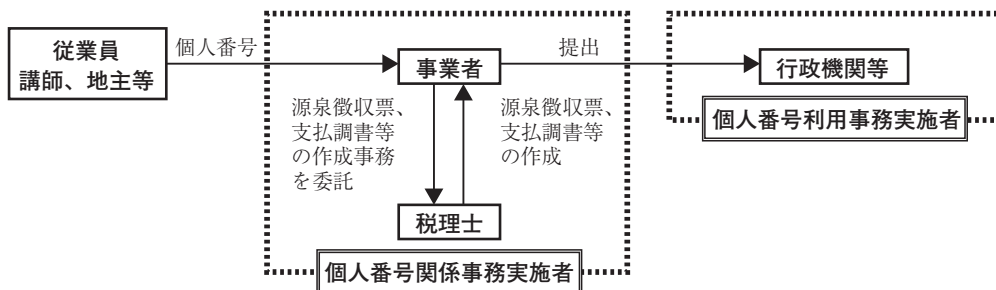 従業員
講師、地主等
個人番号
事業者
提出
行政機関等
個人番号利用事務実施者
源泉徴収票、
支払調書等
の作成事務
を委託
源泉徴収票、
支払調書等
の作成
税理士
個人番号関係事務実施者